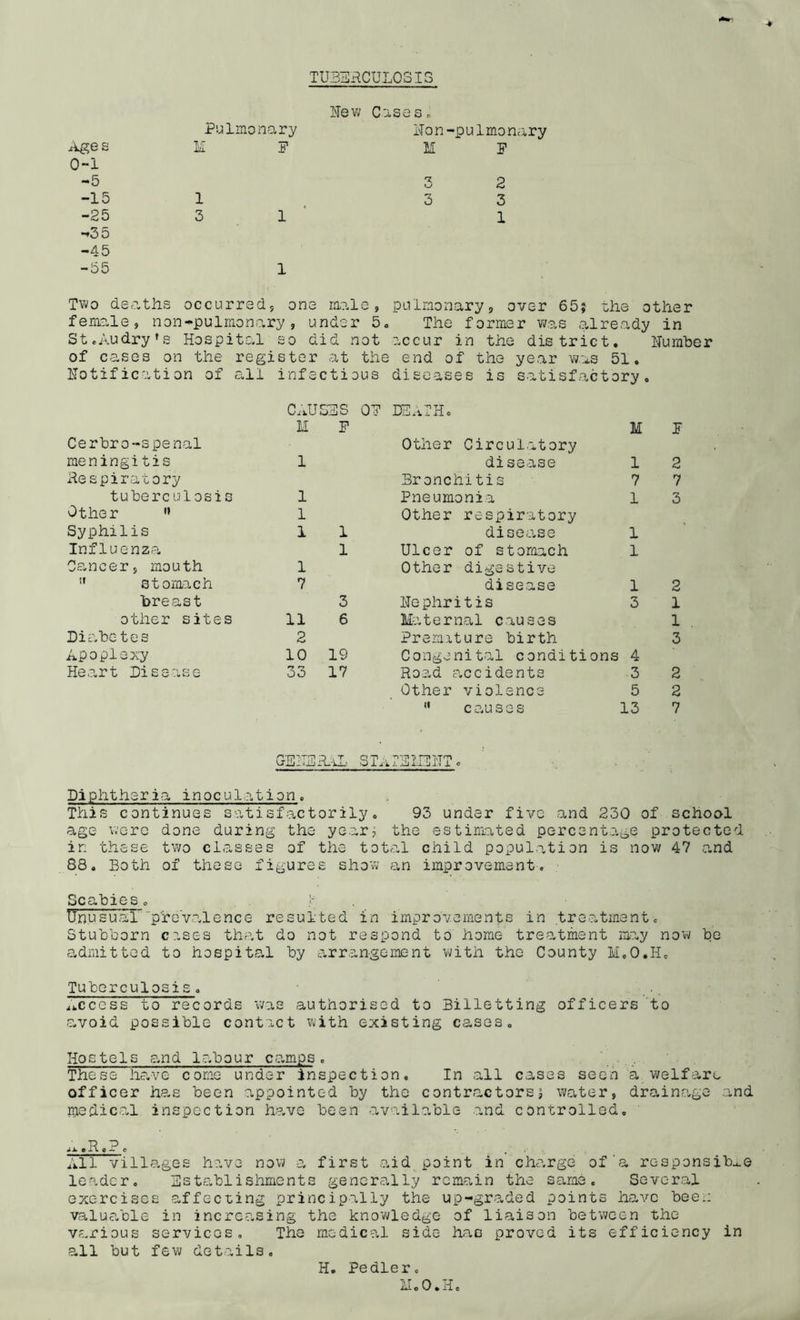 TUBERCULOSIS
New Cases.
Pulmonary Non-pulmonary
Ages M F M F
0-1
-5 3 2
-15 1 3 3
-25 3 1 1
-35
-45
-55 1
Two deaths occurred, one male, pulmonary, over 65; the other
female, non-pulmonary, under 5. The former was already in
St.Audry's Hospital so did not accur in the district. Number
of cases on the register at the end of the year was 51.
Notification of all infectious diseases is satisfactory.
CAUSES OF DEATH.
M F M F
Cerbro-spenal Other Circulatory
meningitis 1 disease 1 2
Respiratory Bronchitis 7 7
tuberculosis 1 Pneumonia 1 3
Other " 1 Other respiratory
Syphilis 1 1 disease 1
Influenza 1 Ulcer of stomach 1
Cancer, mouth 1 Other digestive
" stomach 7 disease 1 2
breast 3 Nephritis 3 1
other sites 11 6 Maternal causes 1
Diabetes 2 Premature birth 3
Apoplexy 10 19 Congenital conditions 4
Heart Disease 33 17 Road accidents 3 2
Other violence 5 2
" causes 13 7
GENERAL STATEMENT.
Diphtheria inoculation.
This continues satisfactorily. 93 under five and 230 of school
age were done during the year; the estimated percentage protected
in these two classes of the total child population is now 47 and
88. Both of these figures show an improvement.
Scabies.
Unusual prevalence resulted in improvements in treatment.
Stubborn cases that do not respond to home treatment may now be
admitted to hospital by arrangement with the County M.O.H.
Tuberculosis.
Access to records was authorised to Billetting officers to
avoid possible contact with existing cases.
Hostels and labour camps.
These have come under inspection. In all cases seen a welfare
officer has been appointed by the contractors; water, drainage and
medical inspection have been available and controlled.
A.R.P.
All villages have now a first aid point in charge of a responsible
leader. Establishments generally remain the same. Several
exercises affecting principally the up-graded points have been
valuable in increasing the knowledge of liaison between the
various services. The medical side has proved its efficiency in
all but few details.
H. Pedler.
M.O.H.